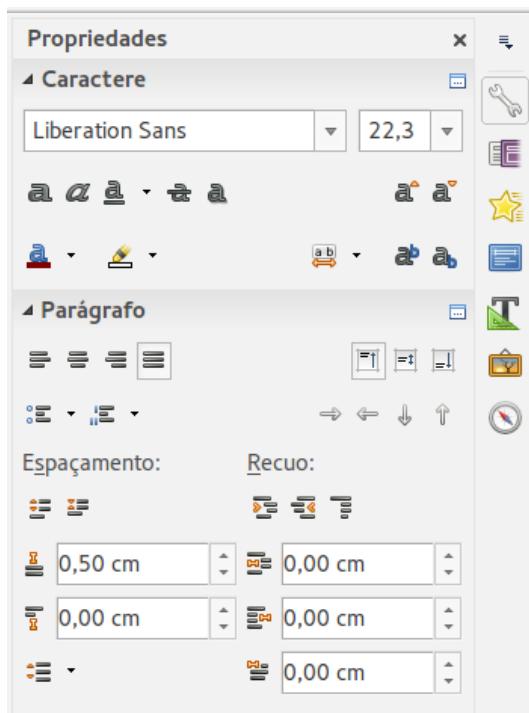 Propriedades
Caractere
Liberation Sans 22,3
Parágrafo
Espaçamento: Recuo:
0,50 cm 0,00 cm
0,00 cm 0,00 cm
0,00 cm